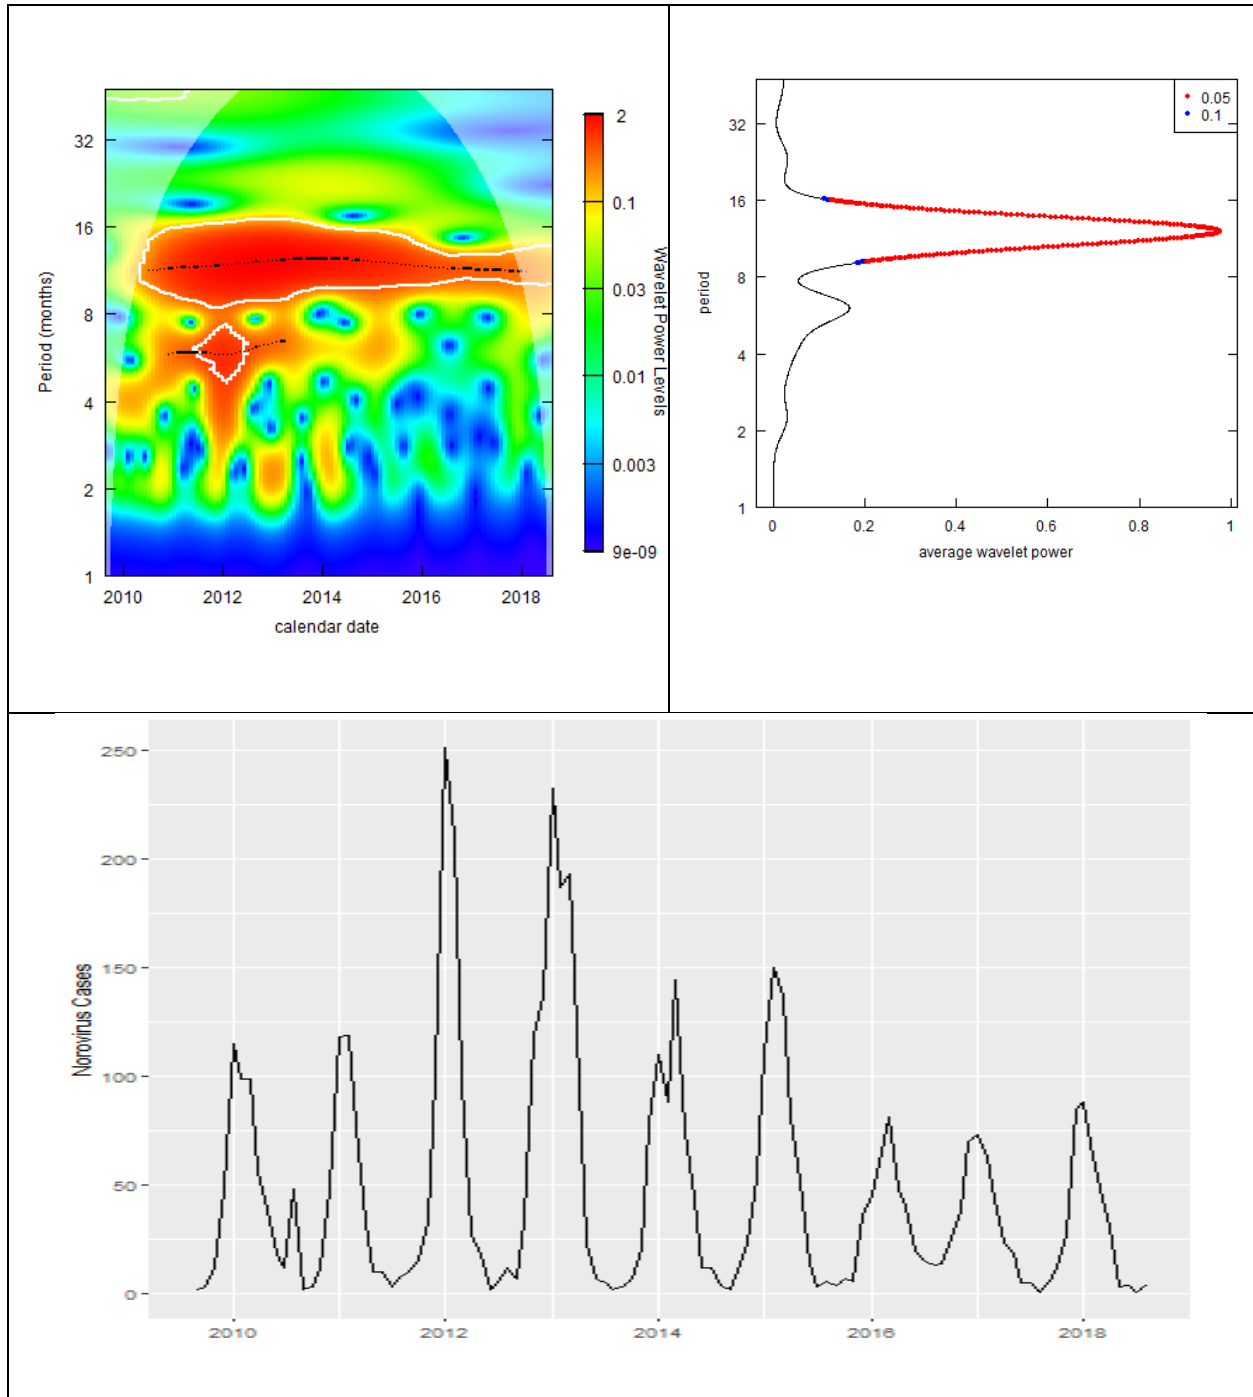 Period (months)
32
16
8
4
2
1
2010 2012 2014 2016 2018
calendar date
2
0.1
0.03
0.01
0.003
9e-09
Wavelet Power Levels
period
32
16
8
4
2
1
0 0.2 0.4 0.6 0.8 1
average wavelet power
0.05
0.1
Norovirus Cases
250
200
150
100
50
0
2010 2012 2014 2016 2018